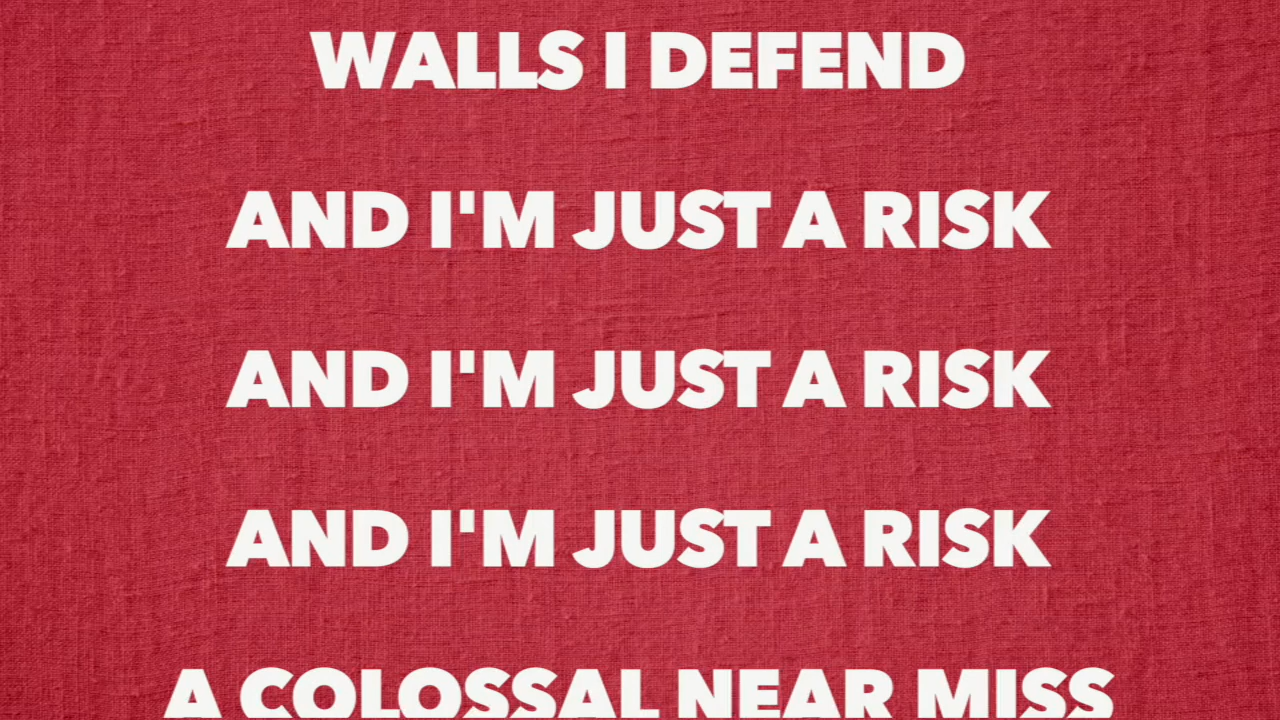 WALLS I DEFEND
AND I'M JUST A RISK
AND I'M JUST A RISK
AND I'M JUST A RISK
A COLOSSAL NEAR MISS